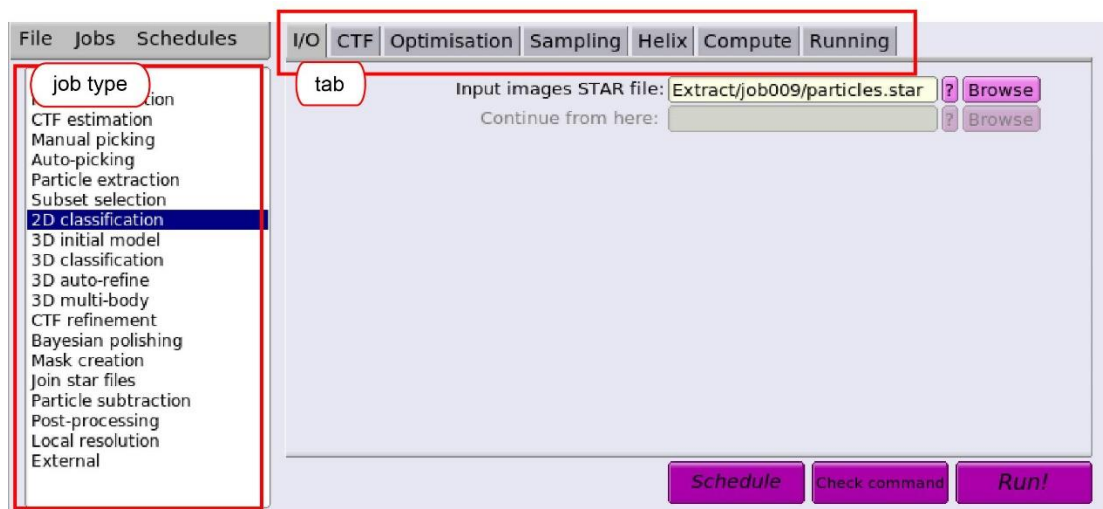 File Jobs Schedules
I/O CTF Optimisation Sampling Helix Compute Running
job type
tab
Input images STAR file: Extract/job009/particles.star ? Browse
Continue from here: ? Browse
CTF estimation
Manual picking
Auto-picking
Particle extraction
Subset selection
2D classification
3D initial model
3D classification
3D auto-refine
3D multi-body
CTF refinement
Bayesian polishing
Mask creation
Join star files
Particle subtraction
Post-processing
Local resolution
External
Schedule Check command Run!